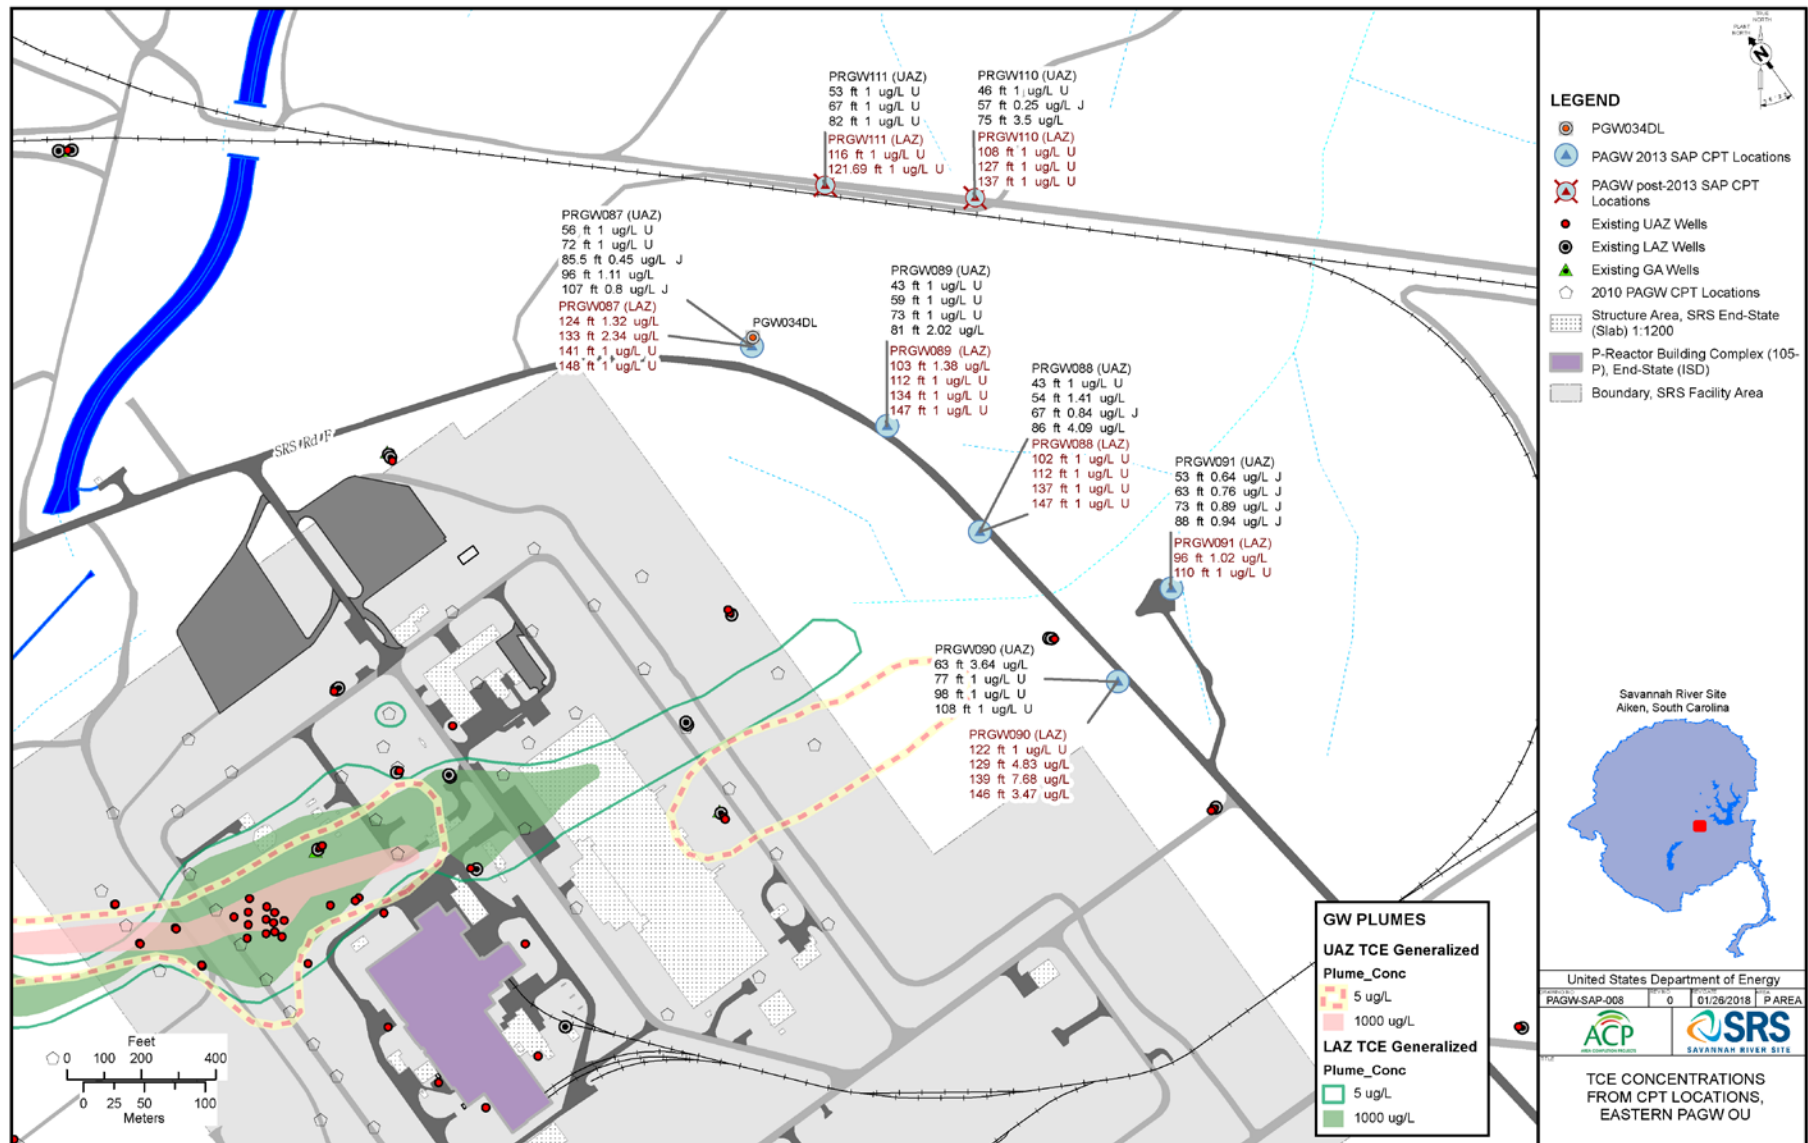 PRGW111 (UAZ)
53 ft 1 ug/L U
67 ft 1 ug/L U
82 ft 1 ug/L U
PRGW111 (LAZ)
116 ft 1 ug/L U
121.69 ft 1 ug/L U
PRGW110 (UAZ)
46 ft 1 ug/L U
57 ft 0.25 ug/L J
75 ft 3.5 ug/L
PRGW110 (LAZ)
108 ft 1 ug/L U
127 ft 1 ug/L U
137 ft 1 ug/L U
PRGW087 (UAZ)
56 ft 1 ug/L U
72 ft 1 ug/L U
85.5 ft 0.45 ug/L J
96 ft 1.11 ug/L
107 ft 0.8 ug/L J
PRGW087 (LAZ)
124 ft 1.32 ug/L
133 ft 2.34 ug/L
141 ft 1 ug/L U
148 ft 1 ug/L U
PGW034DL
PRGW089 (UAZ)
43 ft 1 ug/L U
59 ft 1 ug/L U
73 ft 1 ug/L U
81 ft 2.02 ug/L
PRGW089 (LAZ)
103 ft 1.38 ug/L
112 ft 1 ug/L U
134 ft 1 ug/L U
147 ft 1 ug/L U
PRGW088 (UAZ)
43 ft 1 ug/L U
54 ft 1.41 ug/L
67 ft 0.84 ug/L J
86 ft 4.09 ug/L
PRGW088 (LAZ)
102 ft 1 ug/L U
112 ft 1 ug/L U
137 ft 1 ug/L U
147 ft 1 ug/L U
PRGW091 (UAZ)
53 ft 0.64 ug/L J
63 ft 0.76 ug/L J
73 ft 0.89 ug/L J
88 ft 0.94 ug/L J
PRGW091 (LAZ)
96 ft 1.02 ug/L
110 ft 1 ug/L U
SRS Rd F
PRGW090 (UAZ)
63 ft 3.64 ug/L
77 ft 1 ug/L U
98 ft 1 ug/L U
108 ft 1 ug/L U
PRGW090 (LAZ)
122 ft 1 ug/L U
129 ft 4.83 ug/L
139 ft 7.68 ug/L
146 ft 3.47 ug/L
Feet
0 100 200 400
0 25 50 100
Meters
GW PLUMES
UAZ TCE Generalized
Plume_Conc
5 ug/L
1000 ug/L
LAZ TCE Generalized
Plume_Conc
5 ug/L
1000 ug/L
TRUE
NORTH
PLANT
NORTH
N
LEGEND
PGW034DL
PAGW 2013 SAP CPT Locations
PAGW post-2013 SAP CPT
Locations
Existing UAZ Wells
Existing LAZ Wells
Existing GA Wells
2010 PAGW CPT Locations
Structure Area, SRS End-State
(Slab) 1:1200
P-Reactor Building Complex (105-
P), End-State (ISD)
Boundary, SRS Facility Area
Savannah River Site
Aiken, South Carolina
United States Department of Energy
PAGW-SAP-008 0 01/26/2018 P AREA
ACP
AREA COMPLETION PROJECTS
SRS
SAVANNAH RIVER SITE
TITLE
TCE CONCENTRATIONS
FROM CPT LOCATIONS,
EASTERN PAGW OU